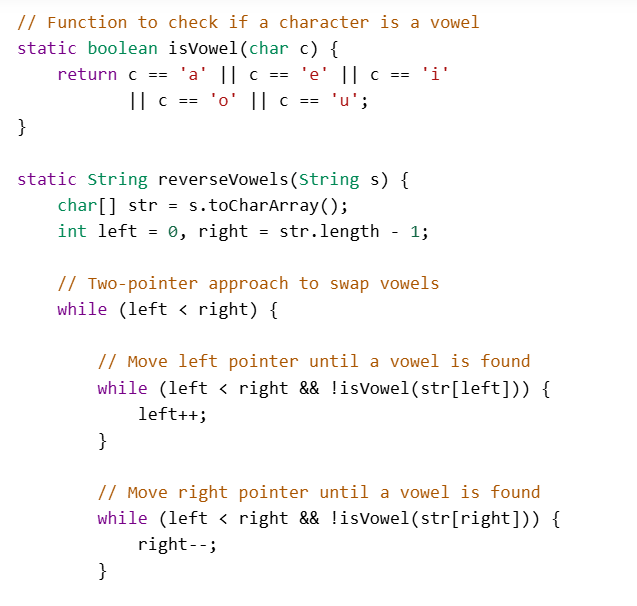 // Function to check if a character is a vowel
static boolean isVowel(char c) {
    return c == 'a' || c == 'e' || c == 'i'
           || c == 'o' || c == 'u';
}

static String reverseVowels(String s) {
    char[] str = s.toCharArray();
    int left = 0, right = str.length - 1;

    // Two-pointer approach to swap vowels
    while (left < right) {

        // Move left pointer until a vowel is found
        while (left < right && !isVowel(str[left])) {
            left++;
        }

        // Move right pointer until a vowel is found
        while (left < right && !isVowel(str[right])) {
            right--;
        }